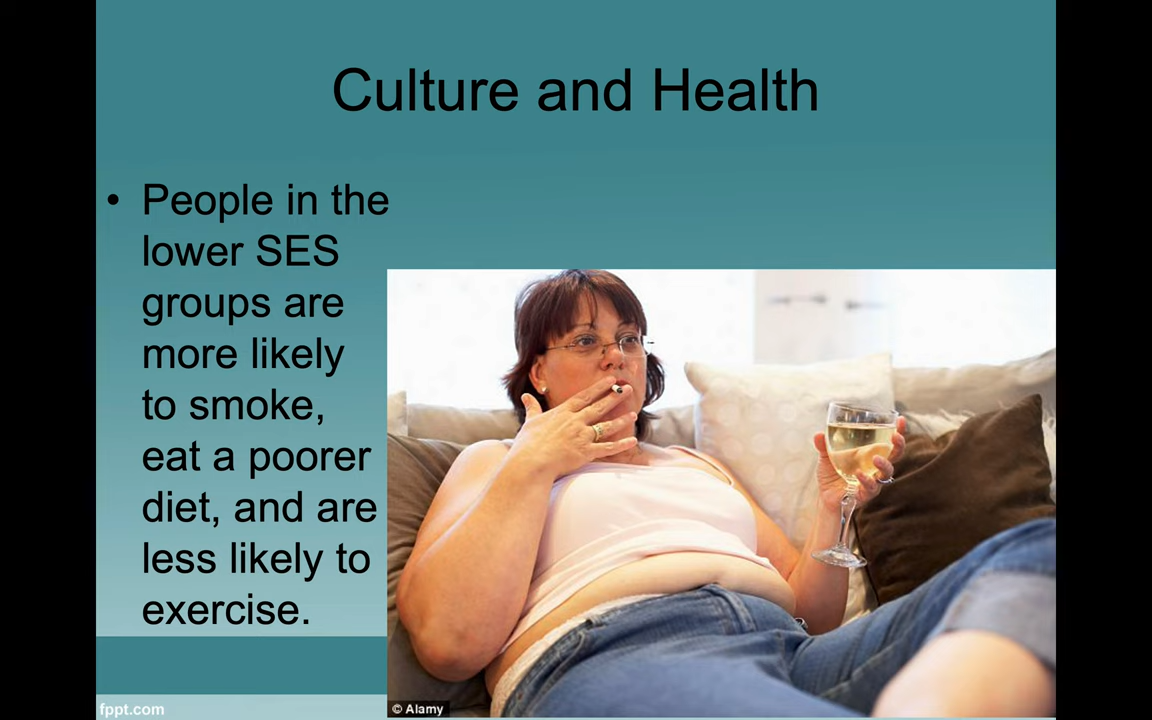 Culture and Health
• People in the
lower SES
groups are
more likely
to smoke,
eat a poorer
diet, and are
less likely to
exercise.
© Alamy
fppt.com